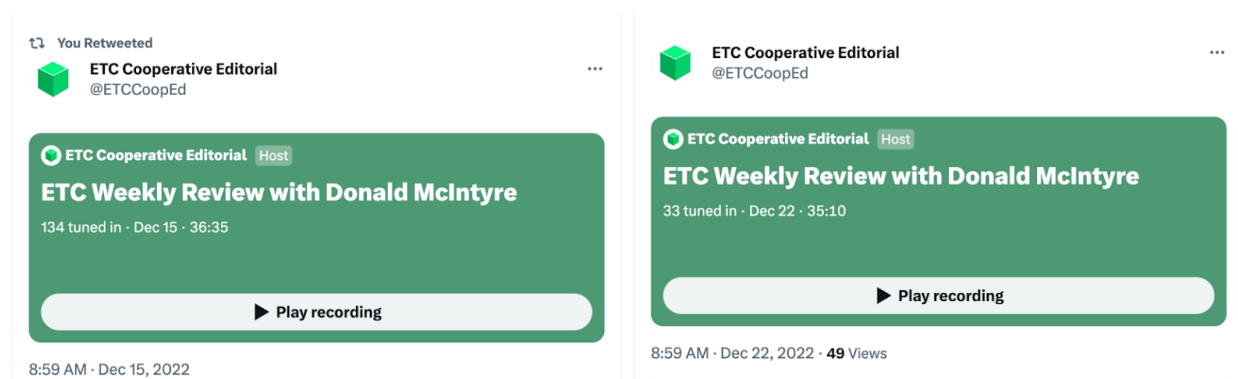 You Retweeted
ETC Cooperative Editorial
@ETCCoopEd
ETC Cooperative Editorial Host
ETC Weekly Review with Donald McIntyre
134 tuned in · Dec 15 · 36:35
Play recording
8:59 AM · Dec 15, 2022
ETC Cooperative Editorial
@ETCCoopEd
ETC Cooperative Editorial Host
ETC Weekly Review with Donald McIntyre
33 tuned in · Dec 22 · 35:10
Play recording
8:59 AM · Dec 22, 2022 · 49 Views